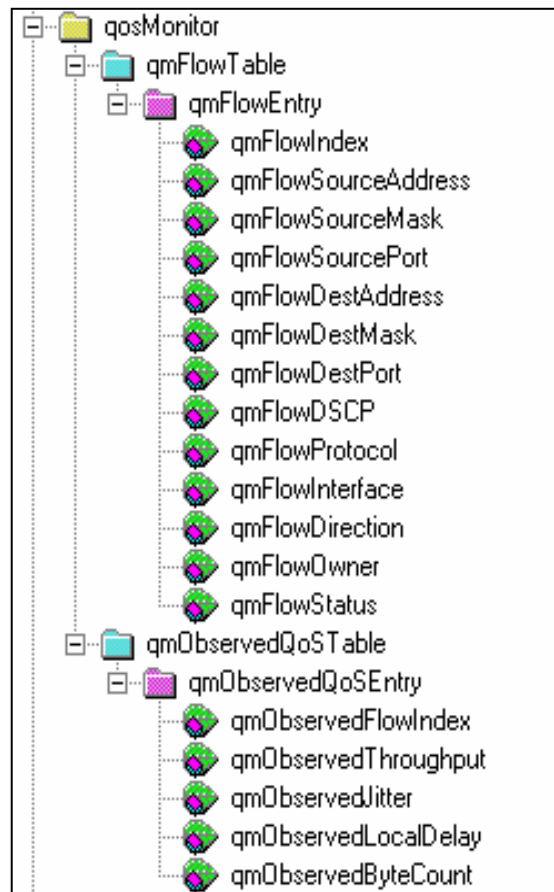 qosMonitor
qmFlowTable
qmFlowEntry
qmFlowIndex
qmFlowSourceAddress
qmFlowSourceMask
qmFlowSourcePort
qmFlowDestAddress
qmFlowDestMask
qmFlowDestPort
qmFlowDSCP
qmFlowProtocol
qmFlowInterface
qmFlowDirection
qmFlowOwner
qmFlowStatus
qmObservedQoSTable
qmObservedQoSEntry
qmObservedFlowIndex
qmObservedThroughput
qmObservedJitter
qmObservedLocalDelay
qmObservedByteCount